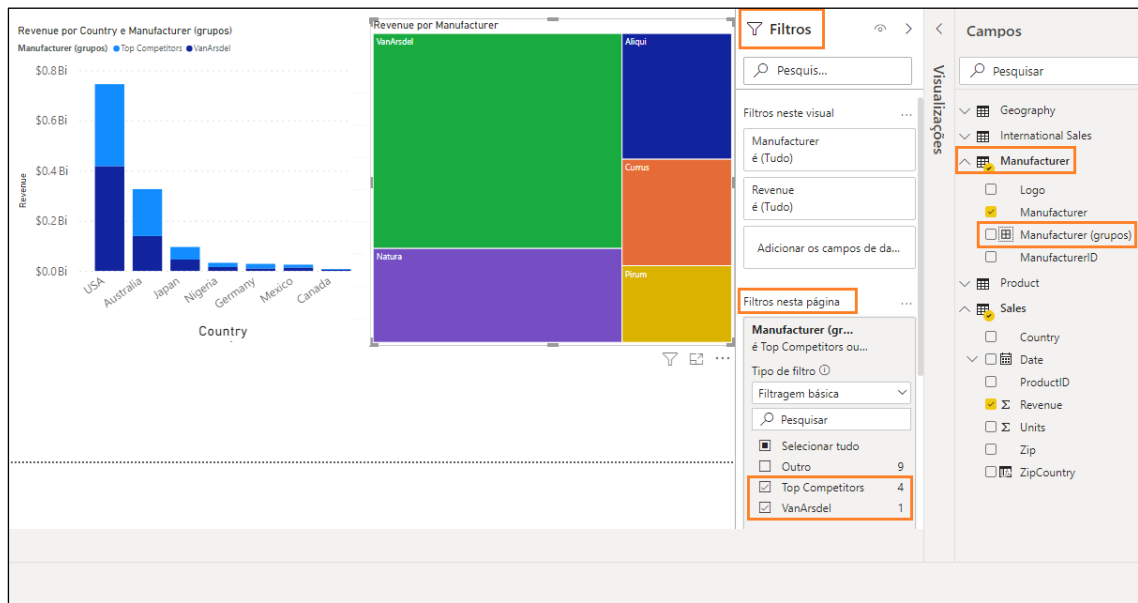 Revenue por Country e Manufacturer (grupos)
Manufacturer (grupos) Top Competitors VanArsdel
$0.8Bi
$0.6Bi
$0.4Bi
$0.2Bi
$0.0Bi
Revenue
USA
Australia
Japan
Nigeria
Germany
Mexico
Canada
Country
Revenue por Manufacturer
VanArsdel
Aliqui
Currus
Natura
Pirum
Filtros
Pesquis...
Filtros neste visual ...
Manufacturer
é (Tudo)
Revenue
é (Tudo)
Adicionar os campos de da...
Filtros nesta página ...
Manufacturer (gr...
é Top Competitors ou...
Tipo de filtro
Filtragem básica
Pesquisar
Selecionar tudo
Outro 9
Top Competitors 4
VanArsdel 1
Visualizações
Campos
Pesquisar
Geography
International Sales
Manufacturer
Logo
Manufacturer
Manufacturer (grupos)
ManufacturerID
Product
Sales
Country
Date
ProductID
Σ Revenue
Σ Units
Zip
ZipCountry